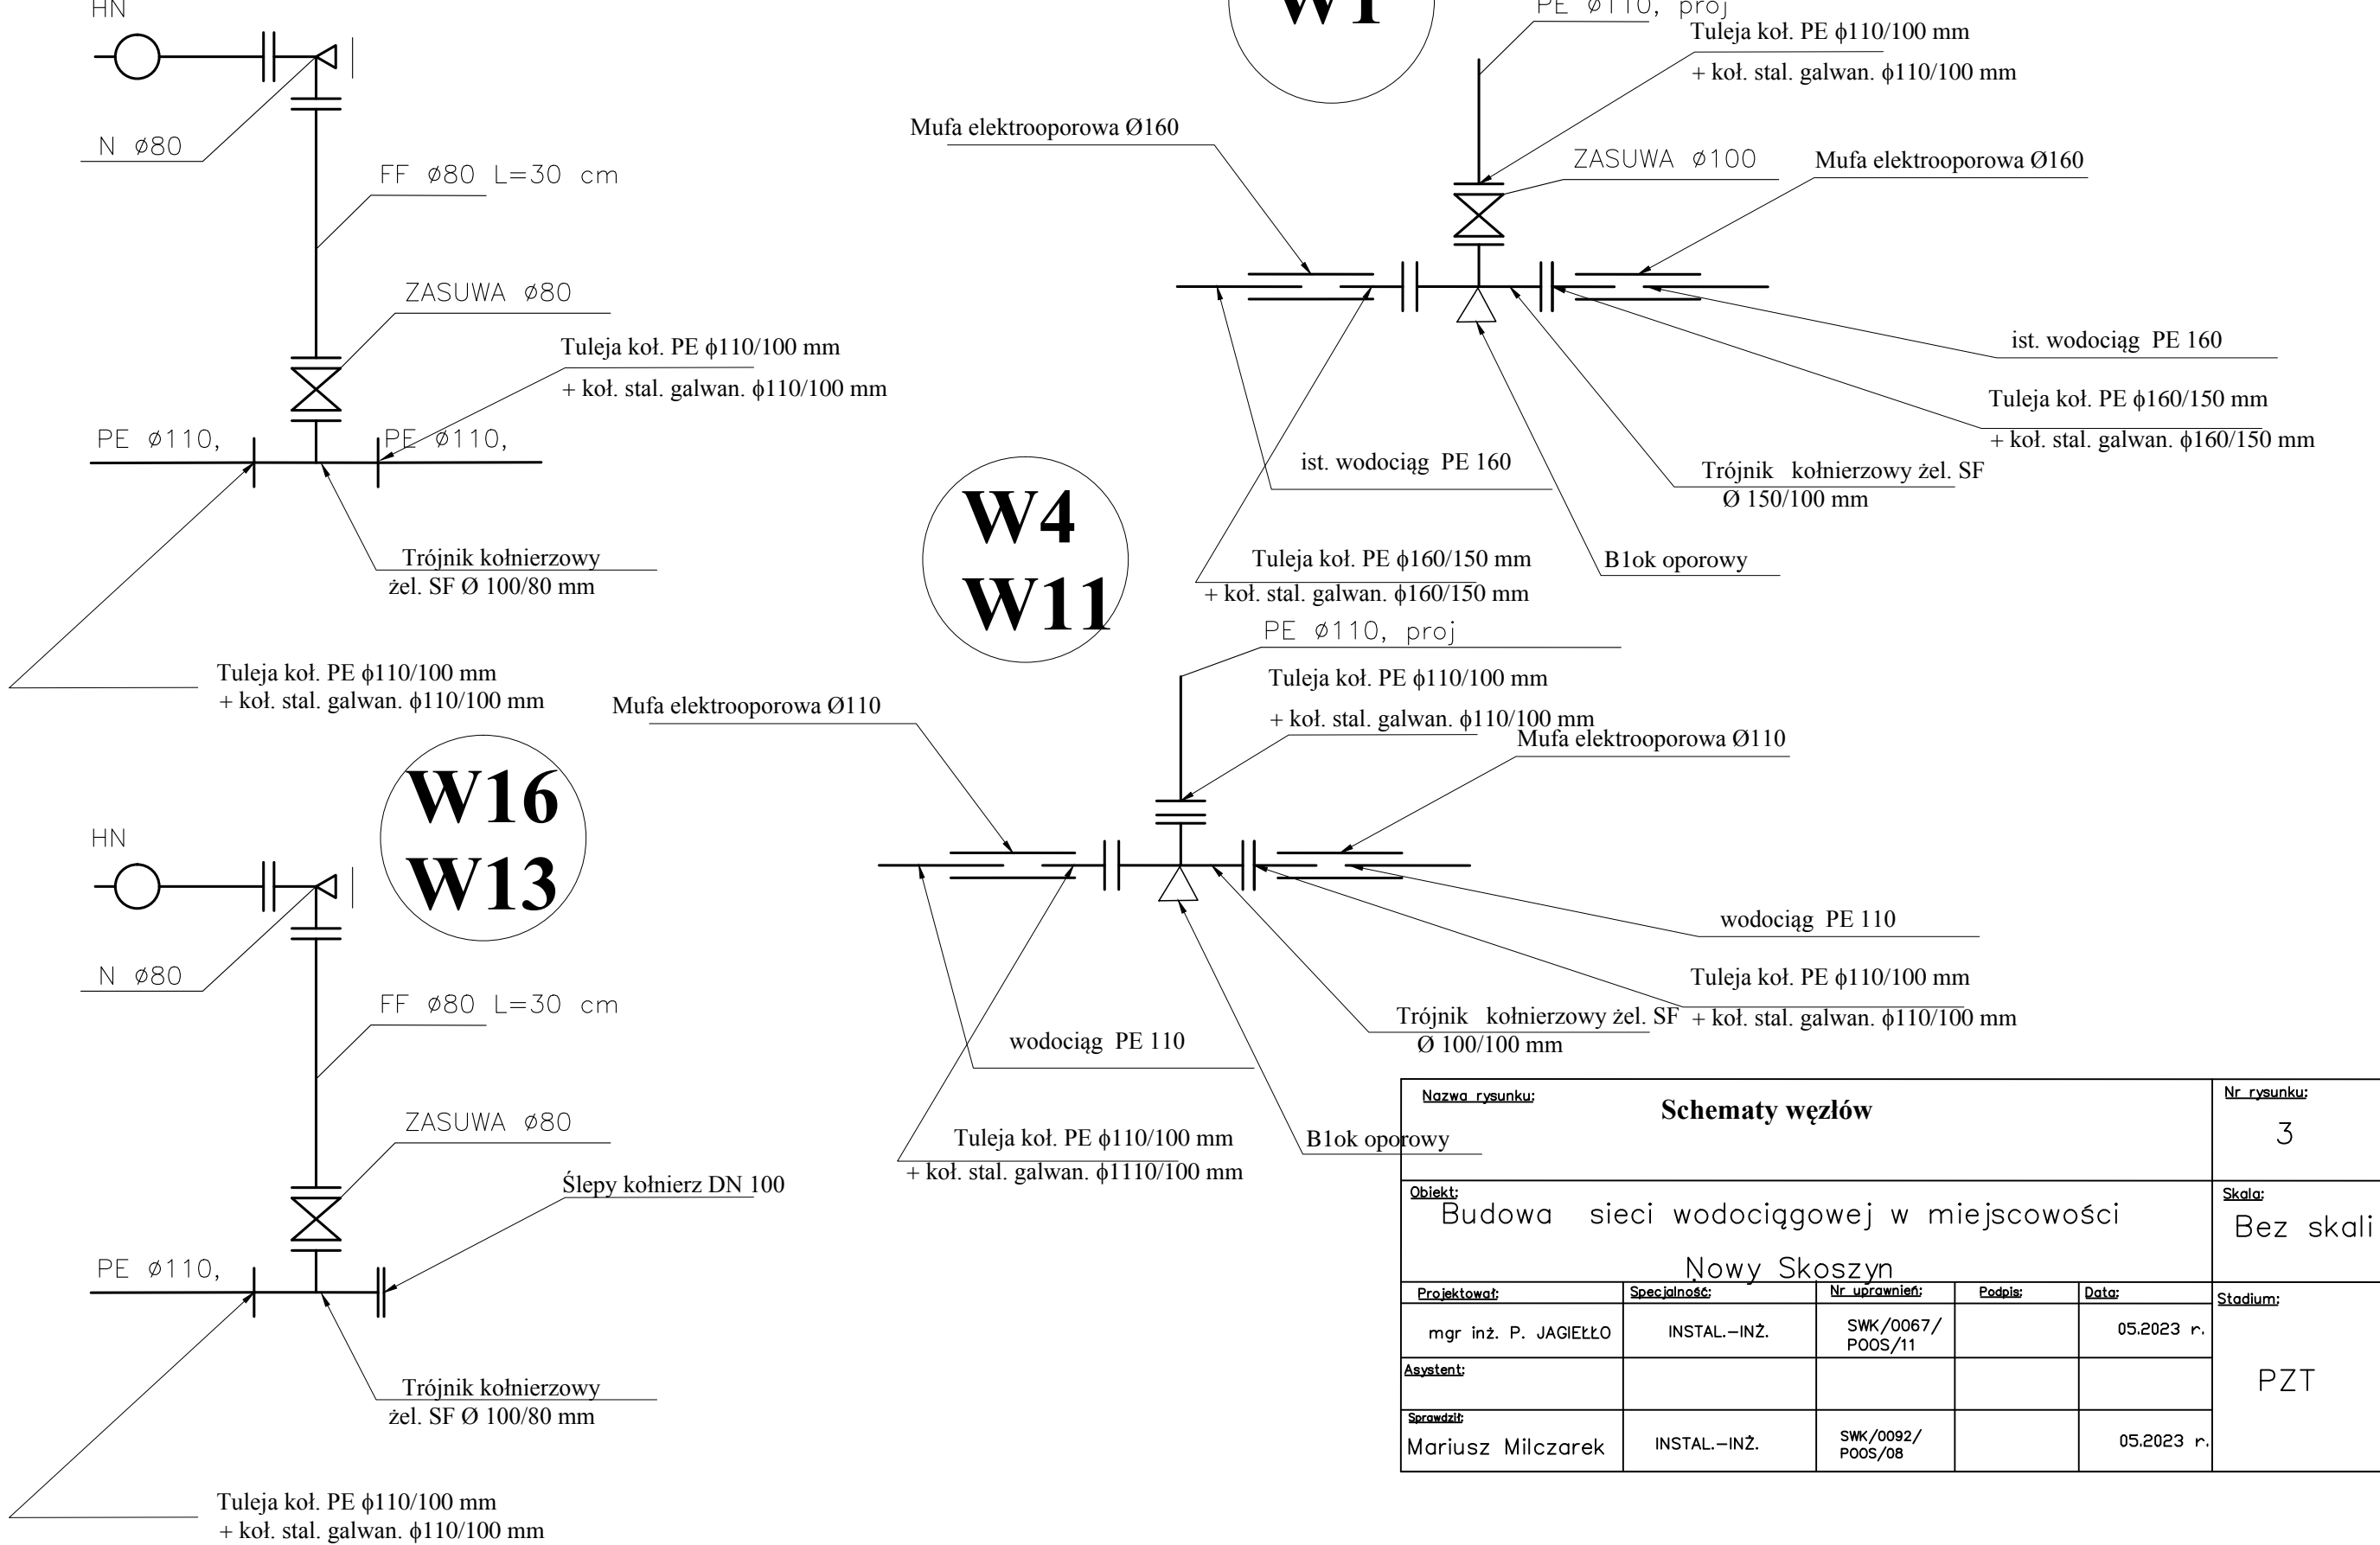 HN
N ø80
FF ø80 L=30 cm
ZASUWA ø80
Tuleja koł. PE ϕ110/100 mm
+ koł. stal. galwan. ϕ110/100 mm
PE ø110,
PE ø110,
Trójnik kołnierzowy
żel. SF Ø 100/80 mm
Tuleja koł. PE ϕ110/100 mm
+ koł. stal. galwan. ϕ110/100 mm
W1
PE ø110, proj
Tuleja koł. PE ϕ110/100 mm
+ koł. stal. galwan. ϕ110/100 mm
Mufa elektrooporowa Ø160
ZASUWA ø100
Mufa elektrooporowa Ø160
ist. wodociąg PE 160
Tuleja koł. PE ϕ160/150 mm
+ koł. stal. galwan. ϕ160/150 mm
ist. wodociąg PE 160
Trójnik kołnierzowy żel. SF
Ø 150/100 mm
Tuleja koł. PE ϕ160/150 mm
+ koł. stal. galwan. ϕ160/150 mm
B1ok oporowy
W4
W11
PE ø110, proj
Tuleja koł. PE ϕ110/100 mm
+ koł. stal. galwan. ϕ110/100 mm
Mufa elektrooporowa Ø110
Mufa elektrooporowa Ø110
wodociąg PE 110
Tuleja koł. PE ϕ110/100 mm
+ koł. stal. galwan. ϕ110/100 mm
Trójnik kołnierzowy żel. SF
Ø 100/100 mm
wodociąg PE 110
Tuleja koł. PE ϕ110/100 mm
+ koł. stal. galwan. ϕ1110/100 mm
B1ok oporowy
W16
W13
HN
N ø80
FF ø80 L=30 cm
ZASUWA ø80
Ślepy kołnierz DN 100
PE ø110,
Trójnik kołnierzowy
żel. SF Ø 100/80 mm
Tuleja koł. PE ϕ110/100 mm
+ koł. stal. galwan. ϕ110/100 mm
Nazwa rysunku:
Schematy węzłów
Nr rysunku:
3
Obiekt:
Budowa sieci wodociągowej w miejscowości
Nowy Skoszyn
Skala:
Bez skali
Projektował:
Specjalność:
Nr uprawnień:
Podpis:
Data:
Stadium:
mgr inż. P. JAGIEŁŁO
INSTAL.-INŻ.
SWK/0067/
POOS/11
05.2023 r.
PZT
Asystent:
Sprawdził:
Mariusz Milczarek
INSTAL.-INŻ.
SWK/0092/
POOS/08
05.2023 r.